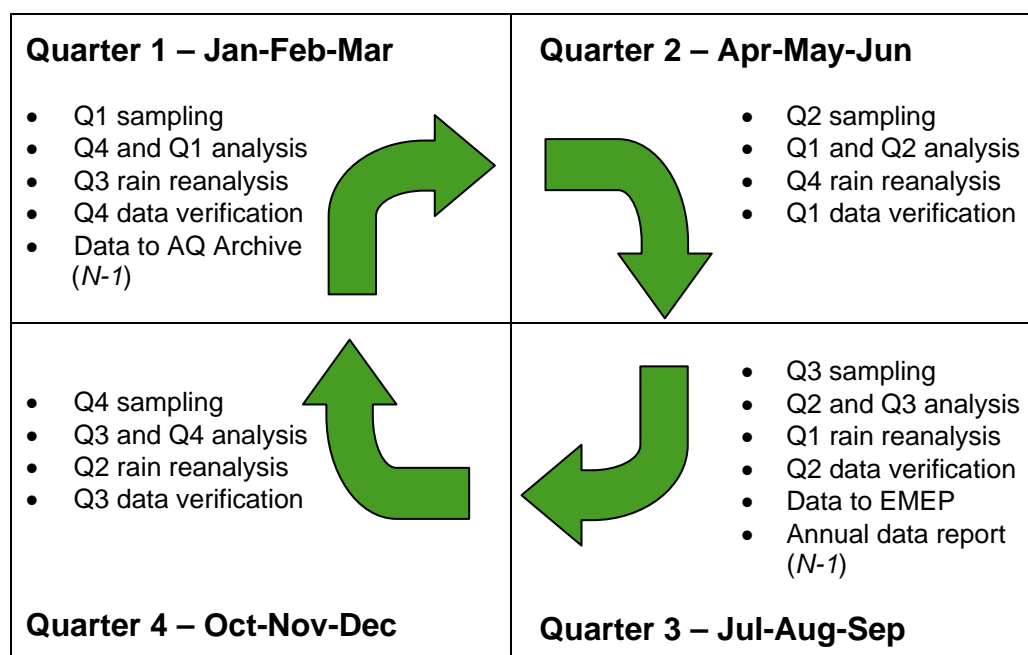 Quarter 1 – Jan-Feb-Mar
• Q1 sampling
• Q4 and Q1 analysis
• Q3 rain reanalysis
• Q4 data verification
• Data to AQ Archive
(N-1)
Quarter 2 – Apr-May-Jun
• Q2 sampling
• Q1 and Q2 analysis
• Q4 rain reanalysis
• Q1 data verification
• Q4 sampling
• Q3 and Q4 analysis
• Q2 rain reanalysis
• Q3 data verification
Quarter 4 – Oct-Nov-Dec
• Q3 sampling
• Q2 and Q3 analysis
• Q1 rain reanalysis
• Q2 data verification
• Data to EMEP
• Annual data report
(N-1)
Quarter 3 – Jul-Aug-Sep